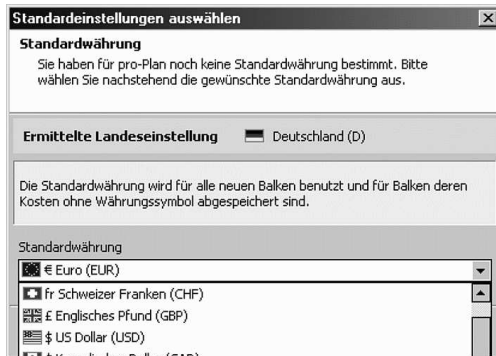 Standardeinstellungen auswählen
Standardwährung
Sie haben für pro-Plan noch keine Standardwährung bestimmt. Bitte
wählen Sie nachstehend die gewünschte Standardwährung aus.
Ermittelte Landeseinstellung Deutschland (D)
Die Standardwährung wird für alle neuen Balken benutzt und für Balken deren
Kosten ohne Währungssymbol abgespeichert sind.
Standardwährung
€ Euro (EUR)
fr Schweizer Franken (CHF)
£ Englisches Pfund (GBP)
$ US Dollar (USD)